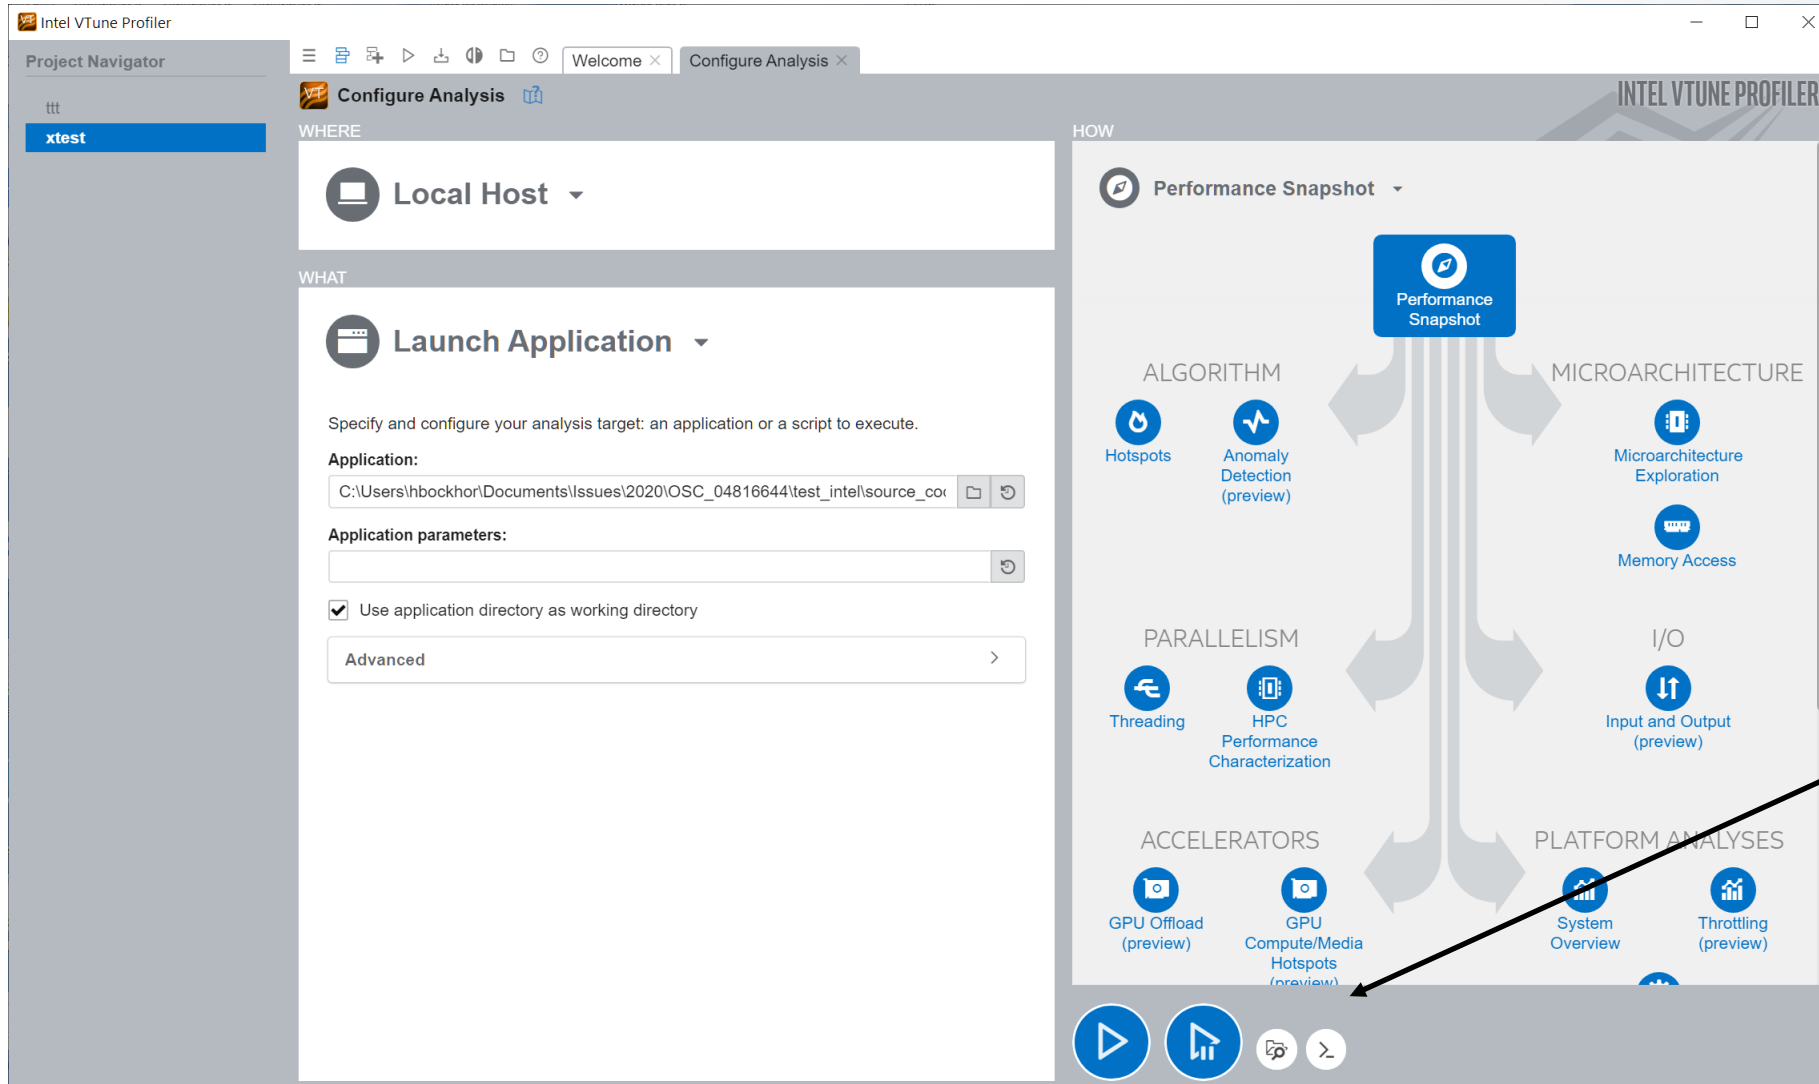 Intel VTune Profiler
Project Navigator
ttt
xtest
Welcome
Configure Analysis
Configure Analysis
INTEL VTUNE PROFILER
WHERE
Local Host
WHAT
Launch Application
Specify and configure your analysis target: an application or a script to execute.
Application:
C:\Users\hbockhor\Documents\Issues\2020\OSC_04816644\test_intel\source_co
Application parameters:
Use application directory as working directory
Advanced
HOW
Performance Snapshot
Performance
Snapshot
ALGORITHM
Hotspots
Anomaly
Detection
(preview)
MICROARCHITECTURE
Microarchitecture
Exploration
Memory Access
PARALLELISM
Threading
HPC
Performance
Characterization
I/O
Input and Output
(preview)
ACCELERATORS
GPU Offload
(preview)
GPU
Compute/Media
Hotspots
(preview)
PLATFORM ANALYSES
System
Overview
Throttling
(preview)